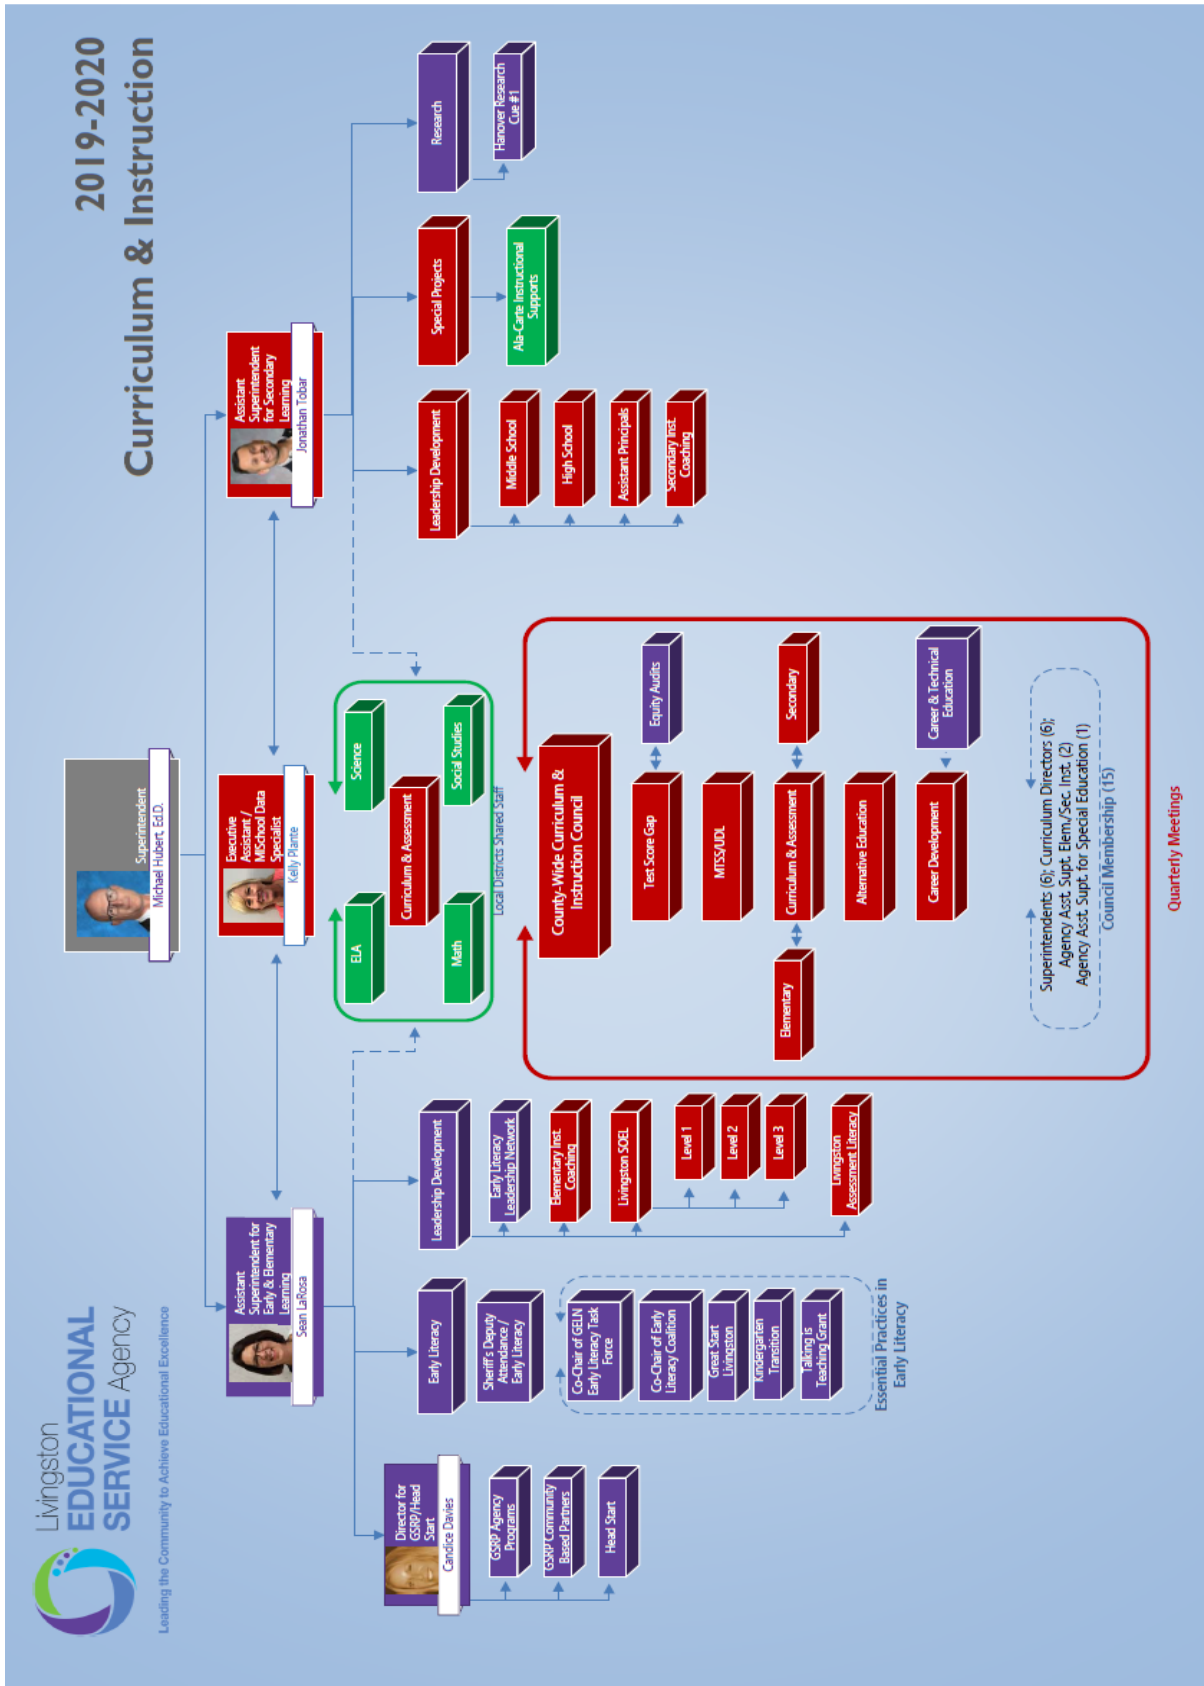 Livingston
EDUCATIONAL
SERVICE Agency
Leading the Community to Achieve Educational Excellence
2019-2020
Curriculum & Instruction
Superintendent
Michael Hubert, Ed.D.
Assistant
Superintendent for
Early & Elementary
Learning
Sean LaRosa
Executive
Assistant /
MISchool Data
Specialist
Kelly Plante
Assistant
Superintendent
for Secondary
Learning
Jonathan Tobar
Director for
GSRP/Head
Start
Candice Davies
GSRP Agency
Programs
GSRP Community
Based Partners
Head Start
Early Literacy
Sheriff's Deputy
Attendance /
Early Literacy
Co-Chair of GELN
Early Literacy Task
Force
Co-Chair of Early
Literacy Coalition
Great Start
Livingston
Kindergarten
Transition
Talking is
Teaching Grant
Essential Practices in
Early Literacy
Leadership Development
Early Literacy
Leadership Network
Elementary Inst.
Coaching
Livingston SOEL
Level 1
Level 2
Level 3
Livingston
Assessment Literacy
ELA
Science
Curriculum & Assessment
Math
Social Studies
Local Districts Shared Staff
County-Wide Curriculum &
Instruction Council
Test Score Gap
Equity Audits
MTSS/UDL
Elementary
Curriculum & Assessment
Secondary
Alternative Education
Career Development
Career & Technical
Education
Superintendents (6); Curriculum Directors (6);
Agency Asst. Supt. Elem./Sec. Inst. (2)
Agency Asst. Supt. for Special Education (1)
Council Membership (15)
Quarterly Meetings
Leadership Development
Middle School
High School
Assistant Principals
Secondary Inst.
Coaching
Special Projects
Ala-Carte Instructional
Supports
Research
Hanover Research
Cue #1